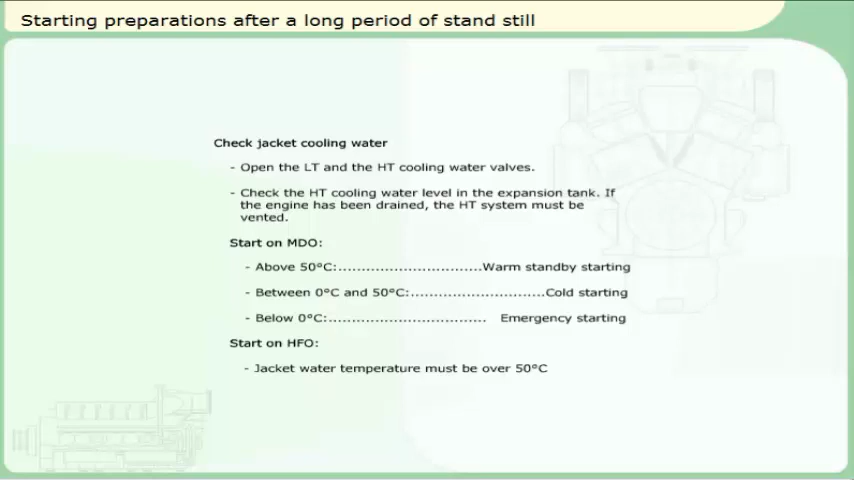 Starting preparations after a long period of stand still
Check jacket cooling water
- Open the LT and the HT cooling water valves.
- Check the HT cooling water level in the expansion tank. If
the engine has been drained, the HT system must be
vented.
Start on MDO:
- Above 50°C:...............................Warm standby starting
- Between 0°C and 50°C:.............................Cold starting
- Below 0°C:.................................. Emergency starting
Start on HFO:
- Jacket water temperature must be over 50°C